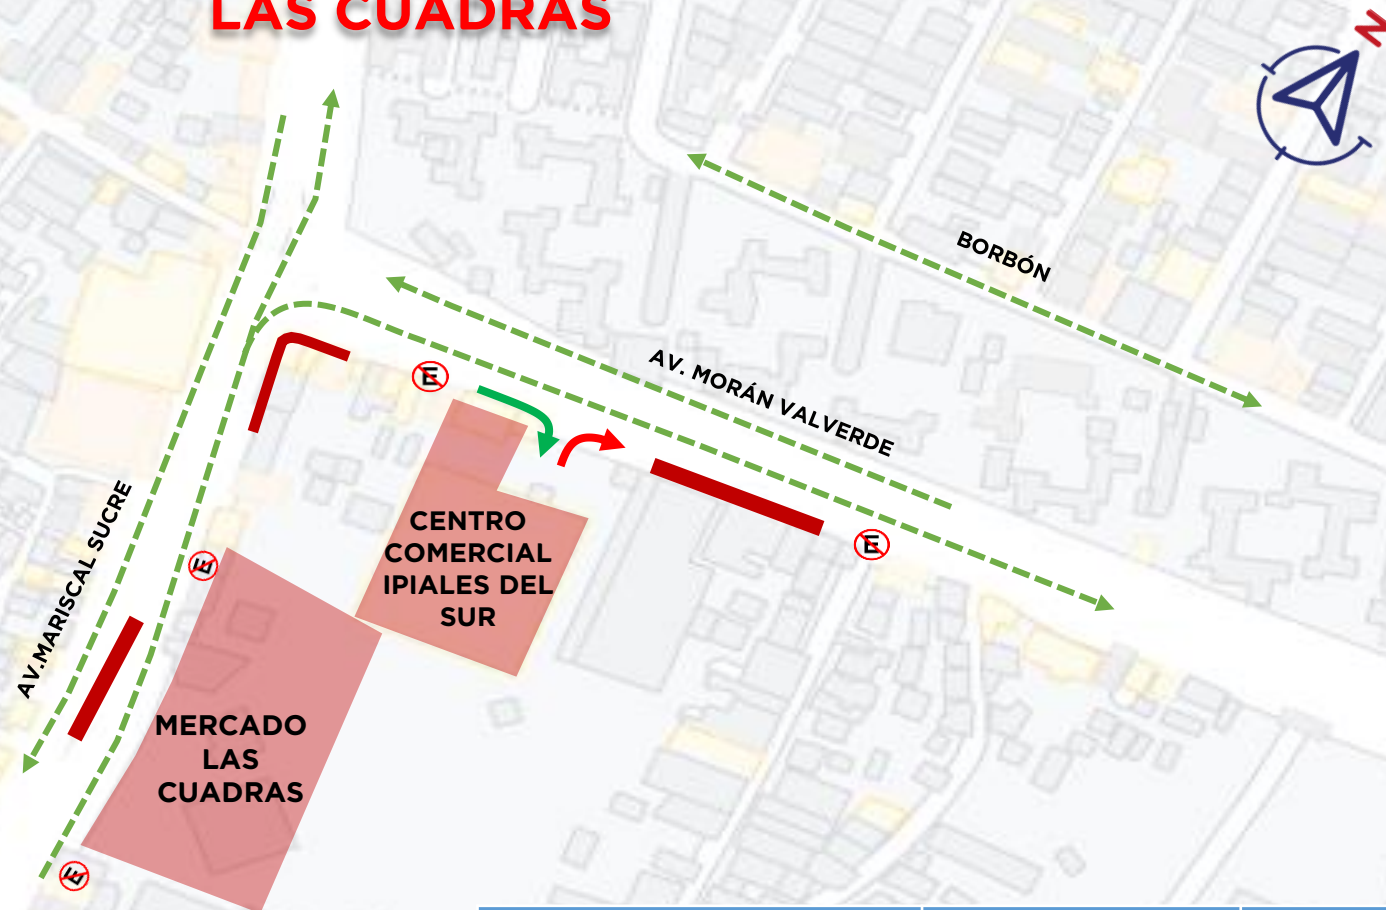 LAS CUADRAS
N
BORBÓN
AV. MORÁN VALVERDE
E
CENTRO
COMERCIAL
IPIALES DEL
SUR
E
AV.MARISCAL SUCRE
E
MERCADO
LAS
CUADRAS
E